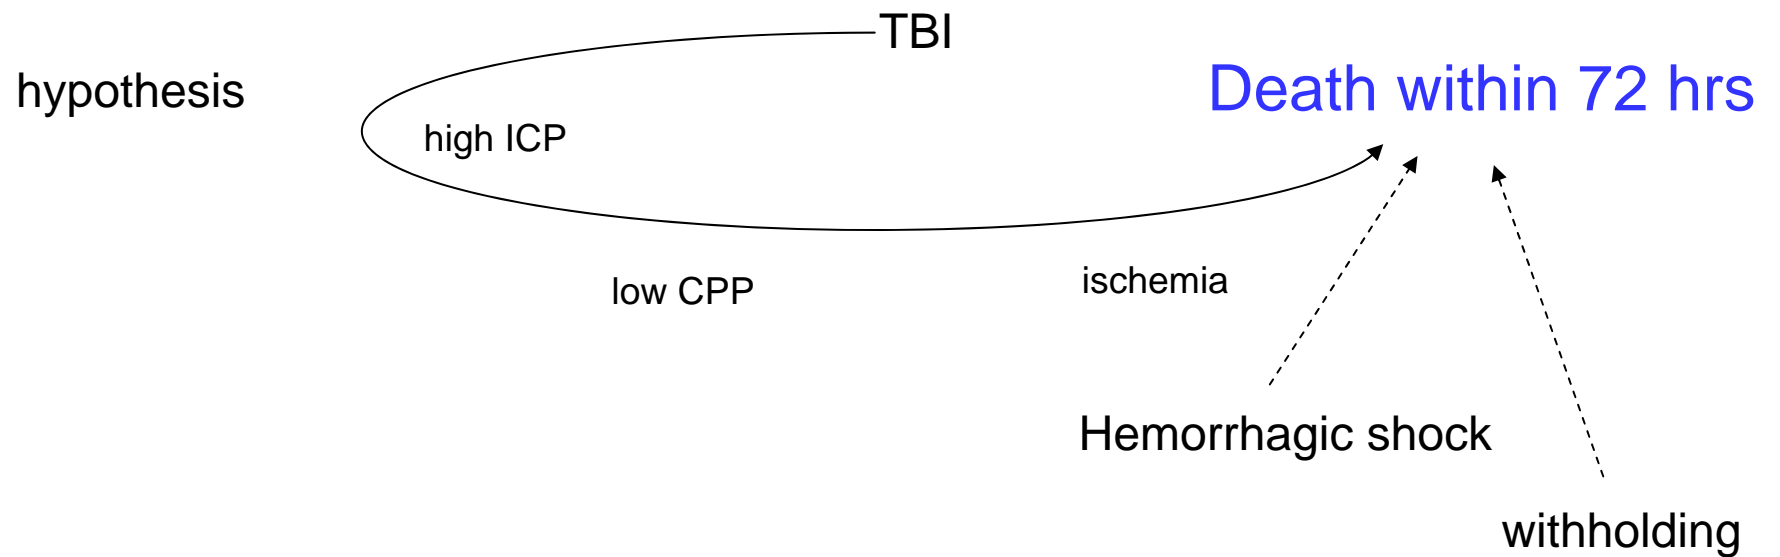 TBI
hypothesis
Death within 72 hrs
high ICP
low CPP
ischemia
Hemorrhagic shock
withholding